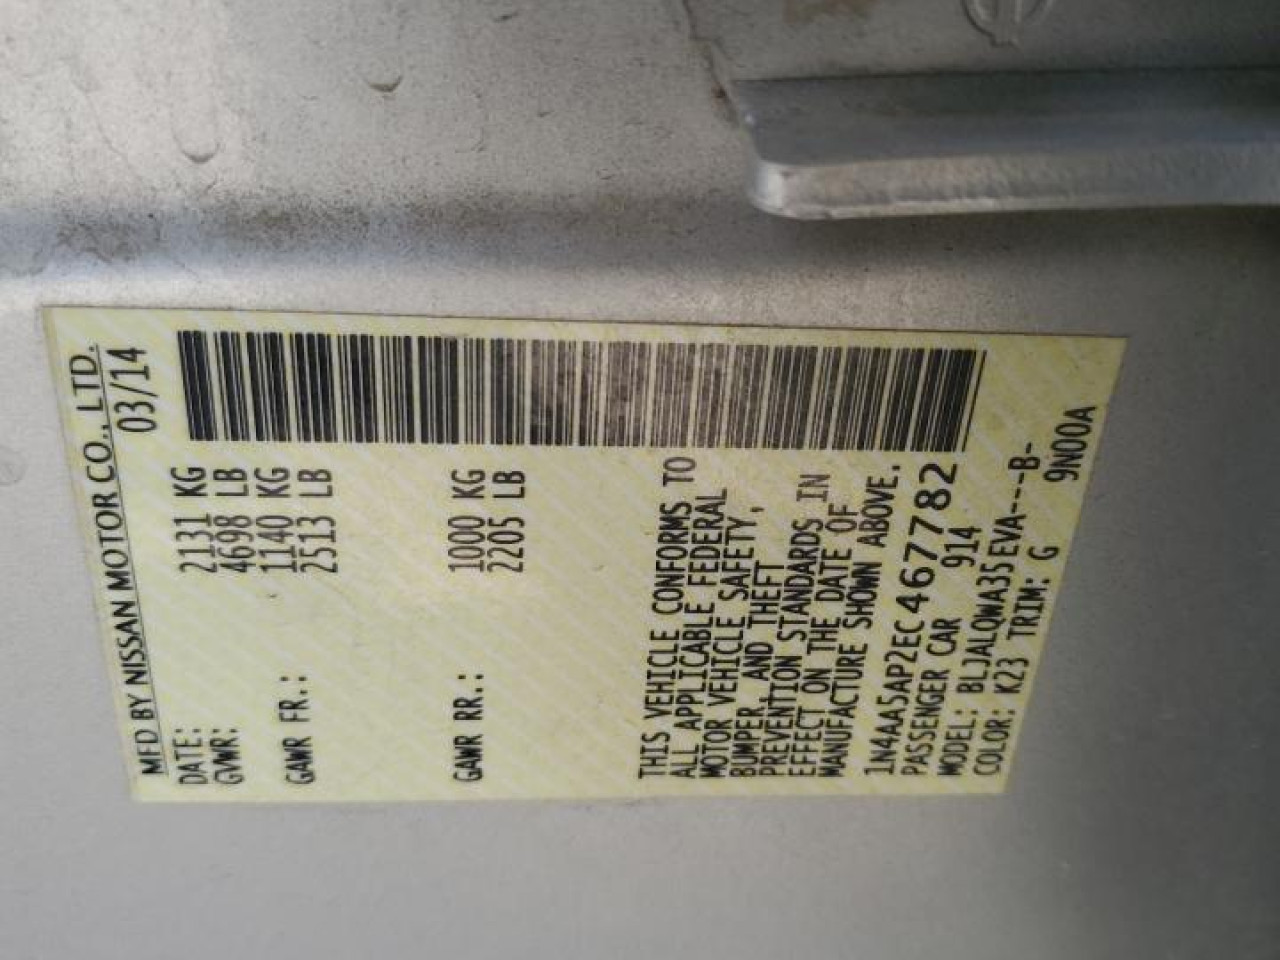 MFD BY NISSAN MOTOR CO., LTD.
DATE: 03/14
GVWR: 2131 KG
4698 LB
GAWR FR.: 1140 KG
2513 LB
GAWR RR.: 1000 KG
2205 LB
THIS VEHICLE CONFORMS TO
ALL APPLICABLE FEDERAL
MOTOR VEHICLE SAFETY,
BUMPER, AND THEFT
PREVENTION STANDARDS IN
EFFECT ON THE DATE OF
MANUFACTURE SHOWN ABOVE.
1N4AA5AP2EC467782
PASSENGER CAR 914
MODEL: BLJALQWA35EVA---B-
COLOR: K23 TRIM: G 9N00A